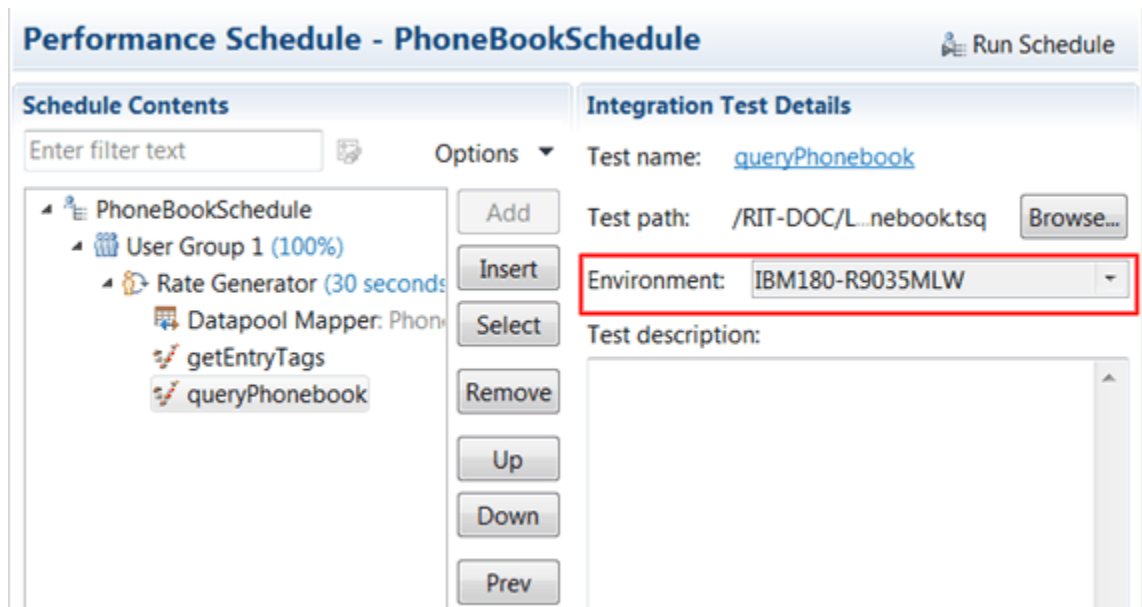 Performance Schedule - PhoneBookSchedule
Run Schedule
Schedule Contents
Enter filter text
Options
PhoneBookSchedule
User Group 1 (100%)
Rate Generator (30 seconds
Datapool Mapper: Phon
getEntryTags
queryPhonebook
Add
Insert
Select
Remove
Up
Down
Prev
Integration Test Details
Test name: queryPhonebook
Test path: /RIT-DOC/L...nebook.tsq Browse...
Environment: IBM180-R9035MLW
Test description: